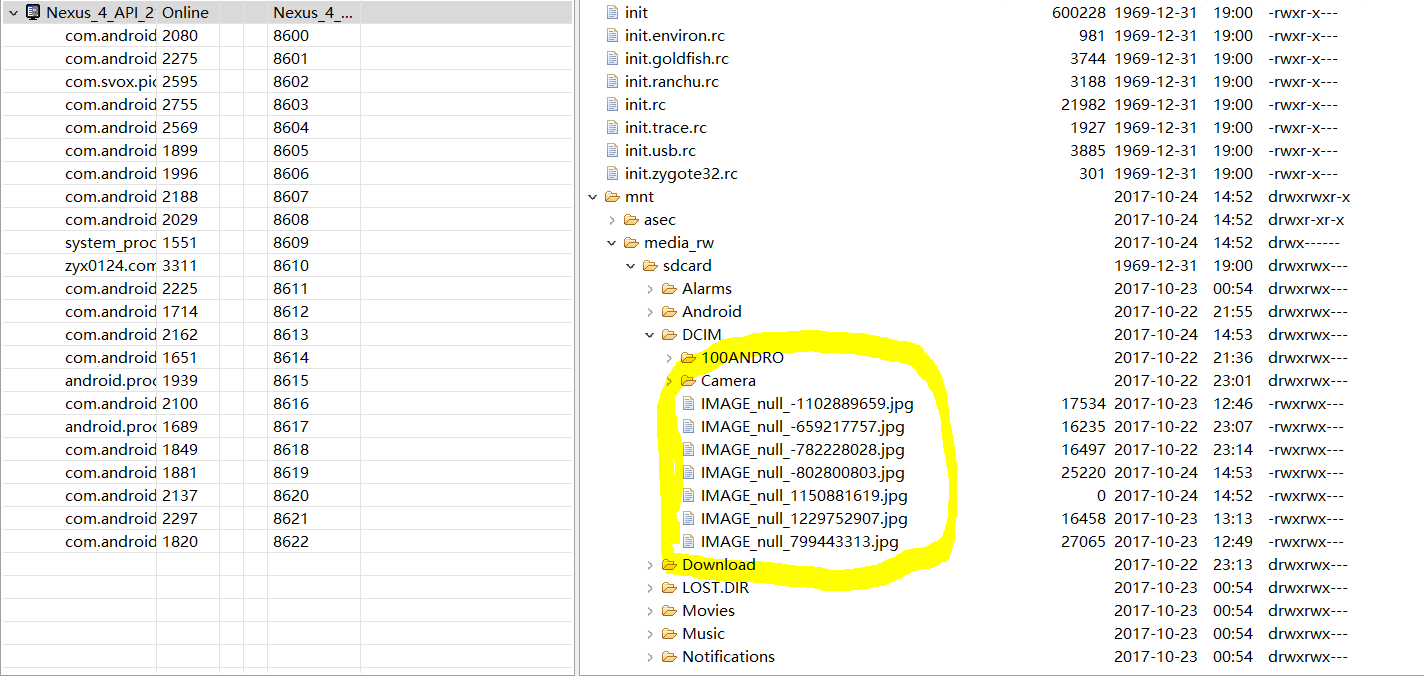 Nexus_4_API_2 Online Nexus_4_...
com.android 2080 8600
com.android 2275 8601
com.svox.pic 2595 8602
com.android 2755 8603
com.android 2569 8604
com.android 1899 8605
com.android 1996 8606
com.android 2188 8607
com.android 2029 8608
system_proc 1551 8609
zyx0124.com 3311 8610
com.android 2225 8611
com.android 1714 8612
com.android 2162 8613
com.android 1651 8614
android.proc 1939 8615
com.android 2100 8616
android.proc 1689 8617
com.android 1849 8618
com.android 1881 8619
com.android 2137 8620
com.android 2297 8621
com.android 1820 8622
init 600228 1969-12-31 19:00 -rwxr-x---
init.environ.rc 981 1969-12-31 19:00 -rwxr-x---
init.goldfish.rc 3744 1969-12-31 19:00 -rwxr-x---
init.ranchu.rc 3188 1969-12-31 19:00 -rwxr-x---
init.rc 21982 1969-12-31 19:00 -rwxr-x---
init.trace.rc 1927 1969-12-31 19:00 -rwxr-x---
init.usb.rc 3885 1969-12-31 19:00 -rwxr-x---
init.zygote32.rc 301 1969-12-31 19:00 -rwxr-x---
mnt 2017-10-24 14:52 drwxrwxr-x
asec 2017-10-24 14:52 drwxr-xr-x
media_rw 2017-10-24 14:52 drwx------
sdcard 1969-12-31 19:00 drwxrwx---
Alarms 2017-10-23 00:54 drwxrwx---
Android 2017-10-22 21:55 drwxrwx---
DCIM 2017-10-24 14:53 drwxrwx---
100ANDRO 2017-10-22 21:36 drwxrwx---
Camera 2017-10-22 23:01 drwxrwx---
IMAGE_null_-1102889659.jpg 17534 2017-10-23 12:46 -rwxrwx---
IMAGE_null_-659217757.jpg 16235 2017-10-22 23:07 -rwxrwx---
IMAGE_null_-782228028.jpg 16497 2017-10-22 23:14 -rwxrwx---
IMAGE_null_-802800803.jpg 25220 2017-10-24 14:53 -rwxrwx---
IMAGE_null_1150881619.jpg 0 2017-10-24 14:52 -rwxrwx---
IMAGE_null_1229752907.jpg 16458 2017-10-23 13:13 -rwxrwx---
IMAGE_null_799443313.jpg 27065 2017-10-23 12:49 -rwxrwx---
Download 2017-10-22 23:13 drwxrwx---
LOST.DIR 2017-10-23 00:54 drwxrwx---
Movies 2017-10-23 00:54 drwxrwx---
Music 2017-10-23 00:54 drwxrwx---
Notifications 2017-10-23 00:54 drwxrwx---